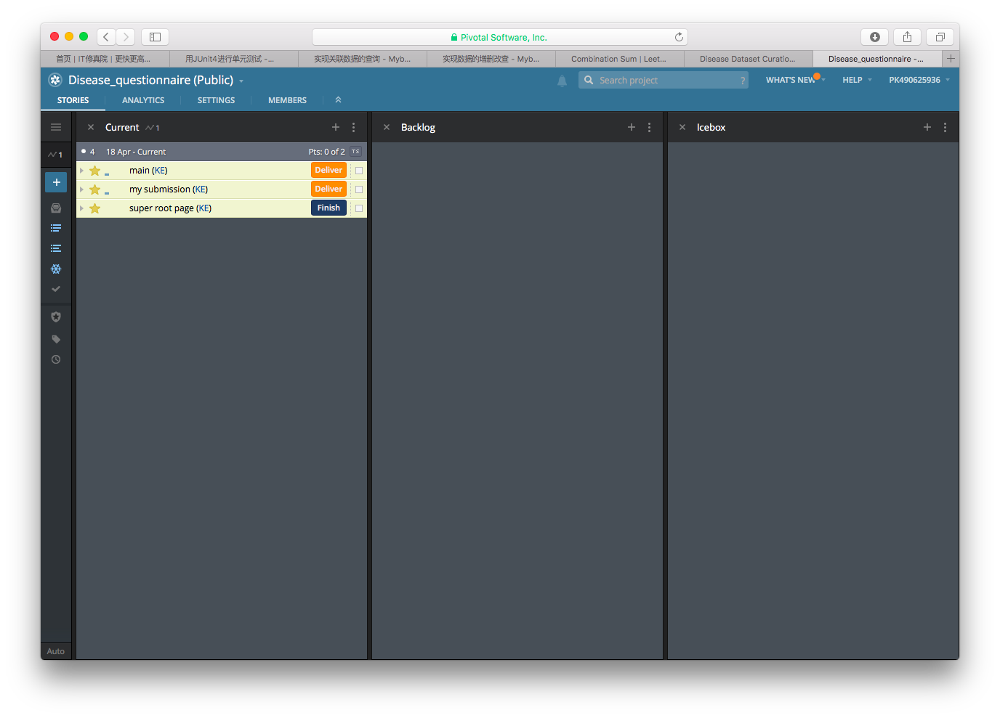 Pivotal Software, Inc.
首页 | IT修真院 | 更快更高...
用JUnit4进行单元测试 -...
实现关联数据的查询 - Myb...
实现数据的增删改查 - Myb...
Combination Sum | Leet...
Disease Dataset Curatio...
Disease_questionnaire -...
Disease_questionnaire (Public)
Search project
?
WHAT'S NEW
HELP
PK490625936
STORIES
ANALYTICS
SETTINGS
MEMBERS
1
Current 1
4 18 Apr - Current Pts: 0 of 2 TS
main (KE) Deliver
my submission (KE) Deliver
super root page (KE) Finish
Backlog
Icebox
Auto